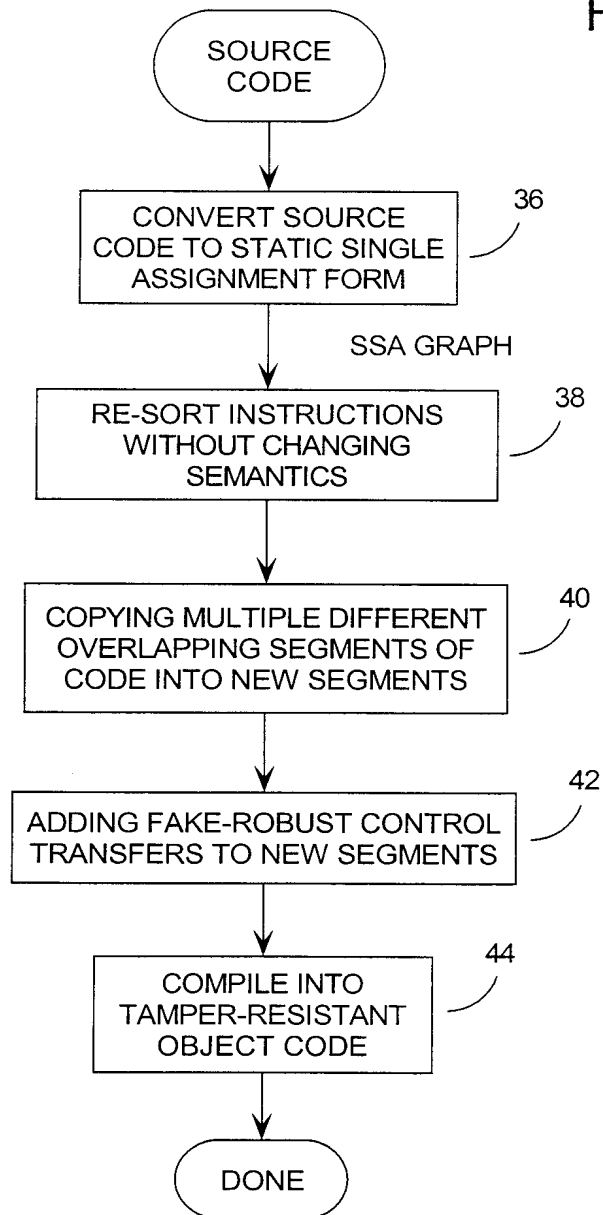 SOURCE
CODE
CONVERT SOURCE
CODE TO STATIC SINGLE
ASSIGNMENT FORM
36
SSA GRAPH
RE-SORT INSTRUCTIONS
WITHOUT CHANGING
SEMANTICS
38
COPYING MULTIPLE DIFFERENT
OVERLAPPING SEGMENTS OF
CODE INTO NEW SEGMENTS
40
ADDING FAKE-ROBUST CONTROL
TRANSFERS TO NEW SEGMENTS
42
COMPILE INTO
TAMPER-RESISTANT
OBJECT CODE
44
DONE